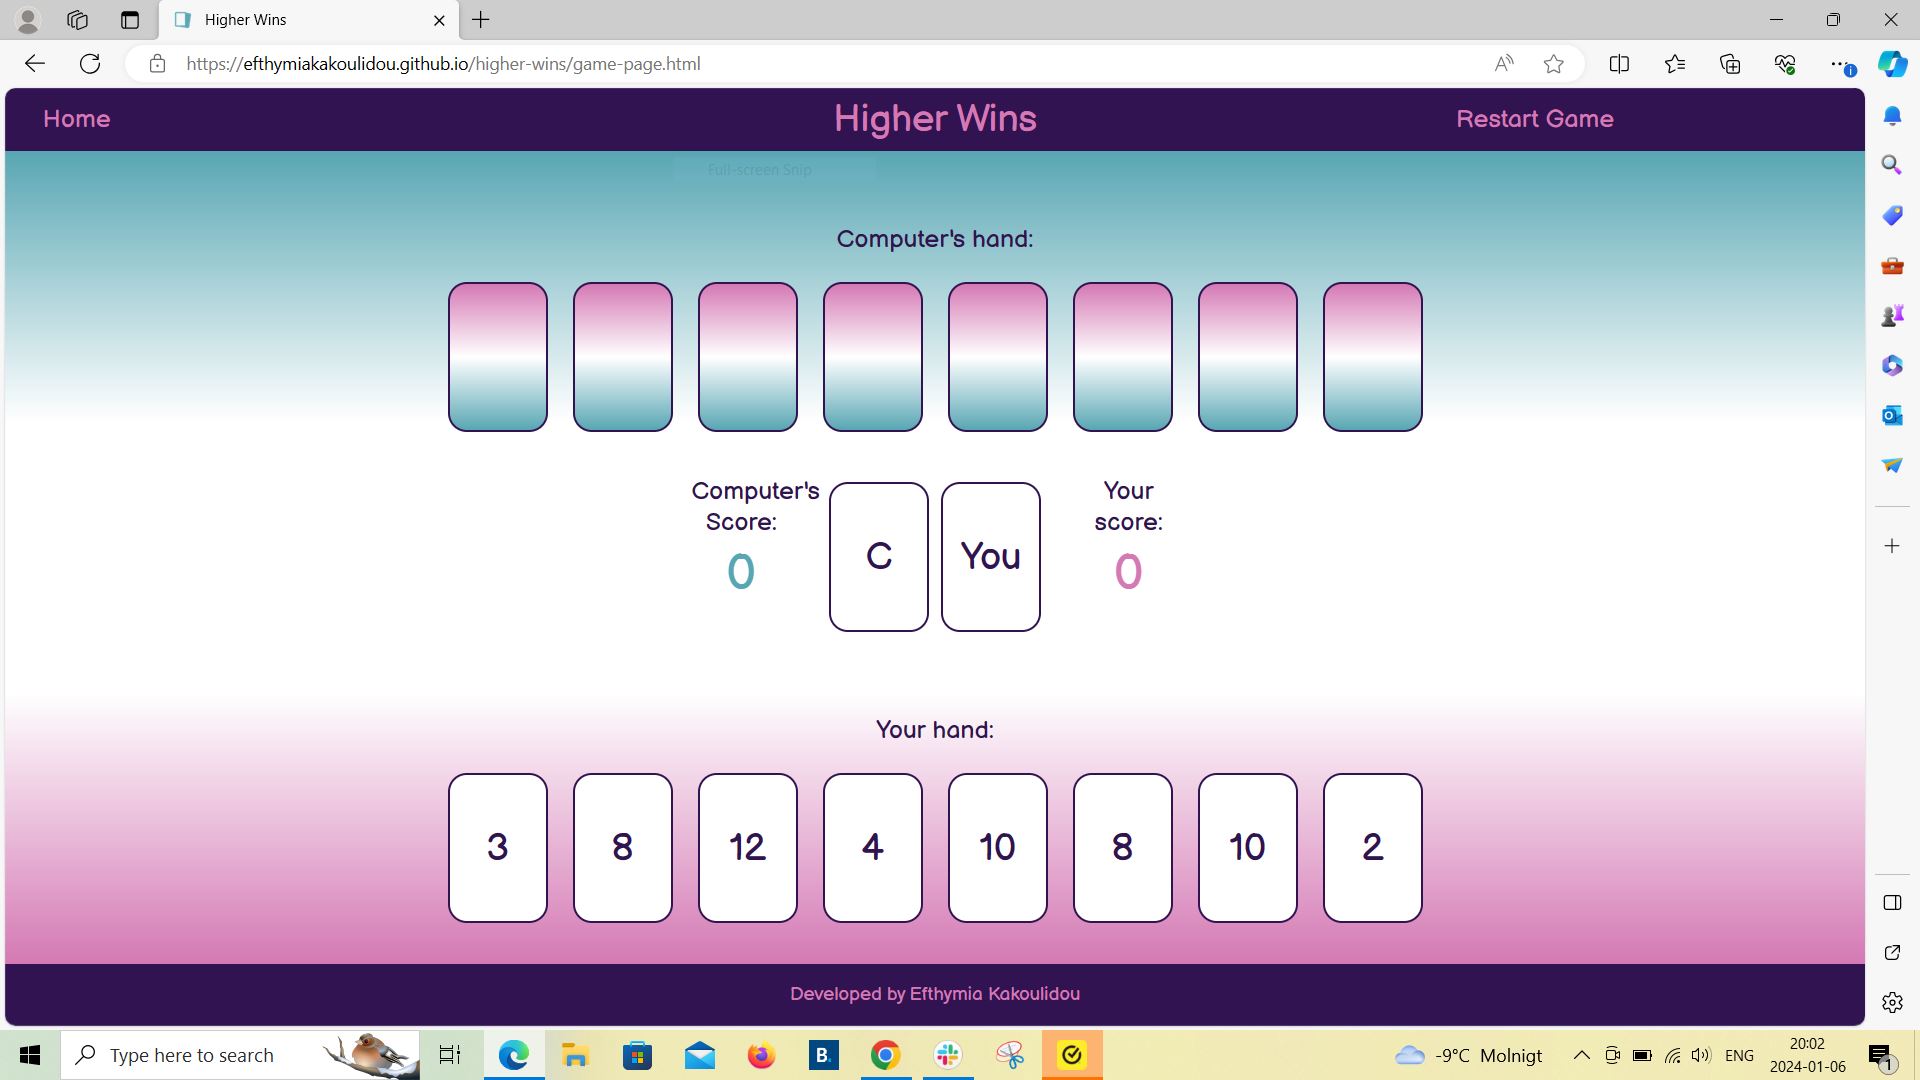 Higher Wins
https://efthymiakakoulidou.github.io/higher-wins/game-page.html
Home
Higher Wins
Restart Game
Full-screen Snip
Computer's hand:
Computer's
Score:
0
C
You
Your
score:
0
Your hand:
3 8 12 4 10 8 10 2
Developed by Efthymia Kakoulidou
Type here to search
B.
-9°C Molnigt
ENG
20:02
2024-01-06
1